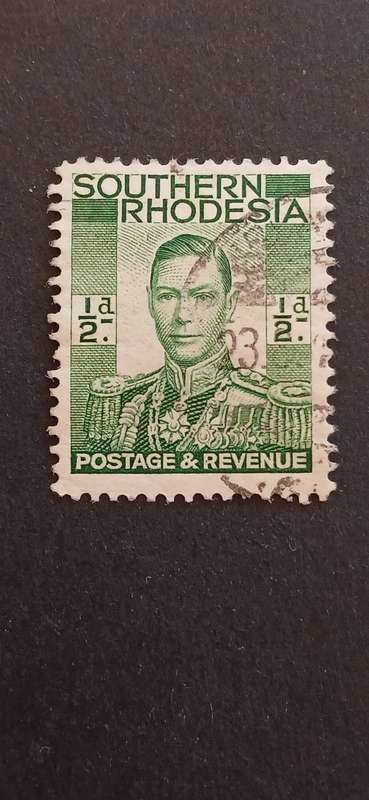 SOUTHERN
RHODESIA
½d. ½d.
POSTAGE & REVENUE